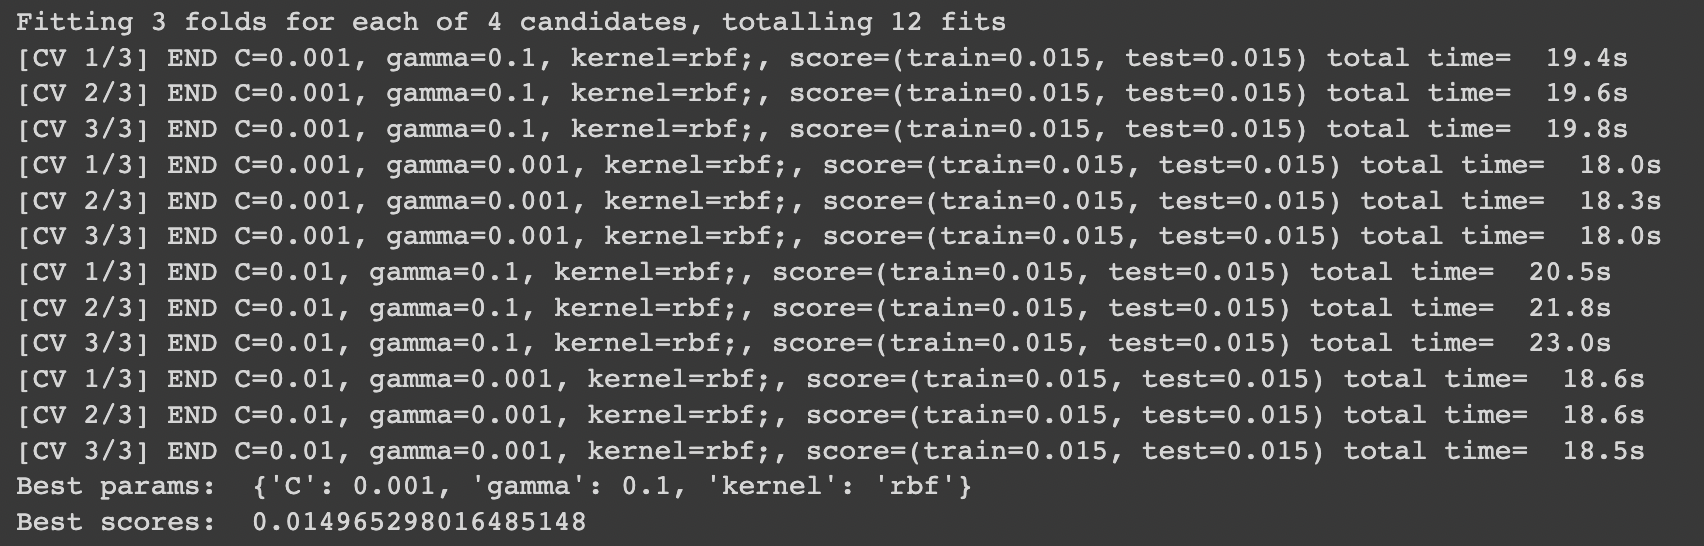 Fitting 3 folds for each of 4 candidates, totalling 12 fits
[CV 1/3] END C=0.001, gamma=0.1, kernel=rbf;, score=(train=0.015, test=0.015) total time=  19.4s
[CV 2/3] END C=0.001, gamma=0.1, kernel=rbf;, score=(train=0.015, test=0.015) total time=  19.6s
[CV 3/3] END C=0.001, gamma=0.1, kernel=rbf;, score=(train=0.015, test=0.015) total time=  19.8s
[CV 1/3] END C=0.001, gamma=0.001, kernel=rbf;, score=(train=0.015, test=0.015) total time=  18.0s
[CV 2/3] END C=0.001, gamma=0.001, kernel=rbf;, score=(train=0.015, test=0.015) total time=  18.3s
[CV 3/3] END C=0.001, gamma=0.001, kernel=rbf;, score=(train=0.015, test=0.015) total time=  18.0s
[CV 1/3] END C=0.01, gamma=0.1, kernel=rbf;, score=(train=0.015, test=0.015) total time=  20.5s
[CV 2/3] END C=0.01, gamma=0.1, kernel=rbf;, score=(train=0.015, test=0.015) total time=  21.8s
[CV 3/3] END C=0.01, gamma=0.1, kernel=rbf;, score=(train=0.015, test=0.015) total time=  23.0s
[CV 1/3] END C=0.01, gamma=0.001, kernel=rbf;, score=(train=0.015, test=0.015) total time=  18.6s
[CV 2/3] END C=0.01, gamma=0.001, kernel=rbf;, score=(train=0.015, test=0.015) total time=  18.6s
[CV 3/3] END C=0.01, gamma=0.001, kernel=rbf;, score=(train=0.015, test=0.015) total time=  18.5s
Best params:  {'C': 0.001, 'gamma': 0.1, 'kernel': 'rbf'}
Best scores:  0.014965298016485148